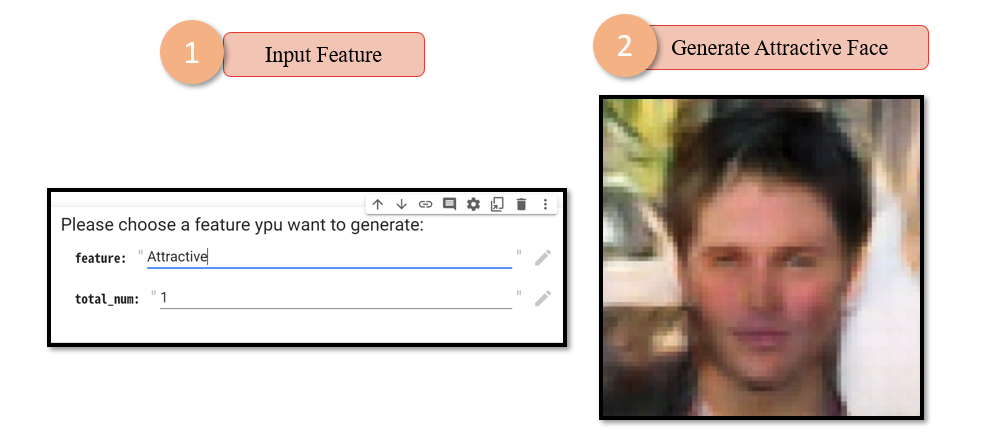 1
Input Feature
2
Generate Attractive Face
Please choose a feature ypu want to generate:
feature: " Attractive "
total_num: " 1 "